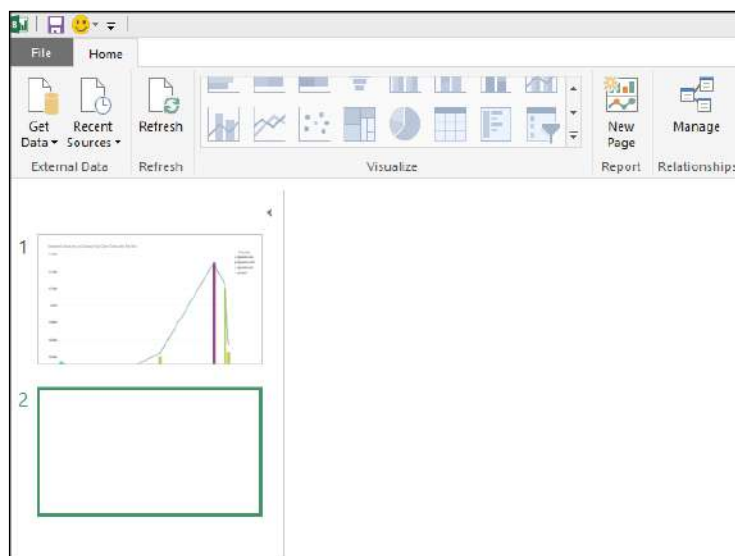 File Home
Get Data
Recent Sources
Refresh
New Page
Manage
External Data Refresh Visualize Report Relationships
1
2